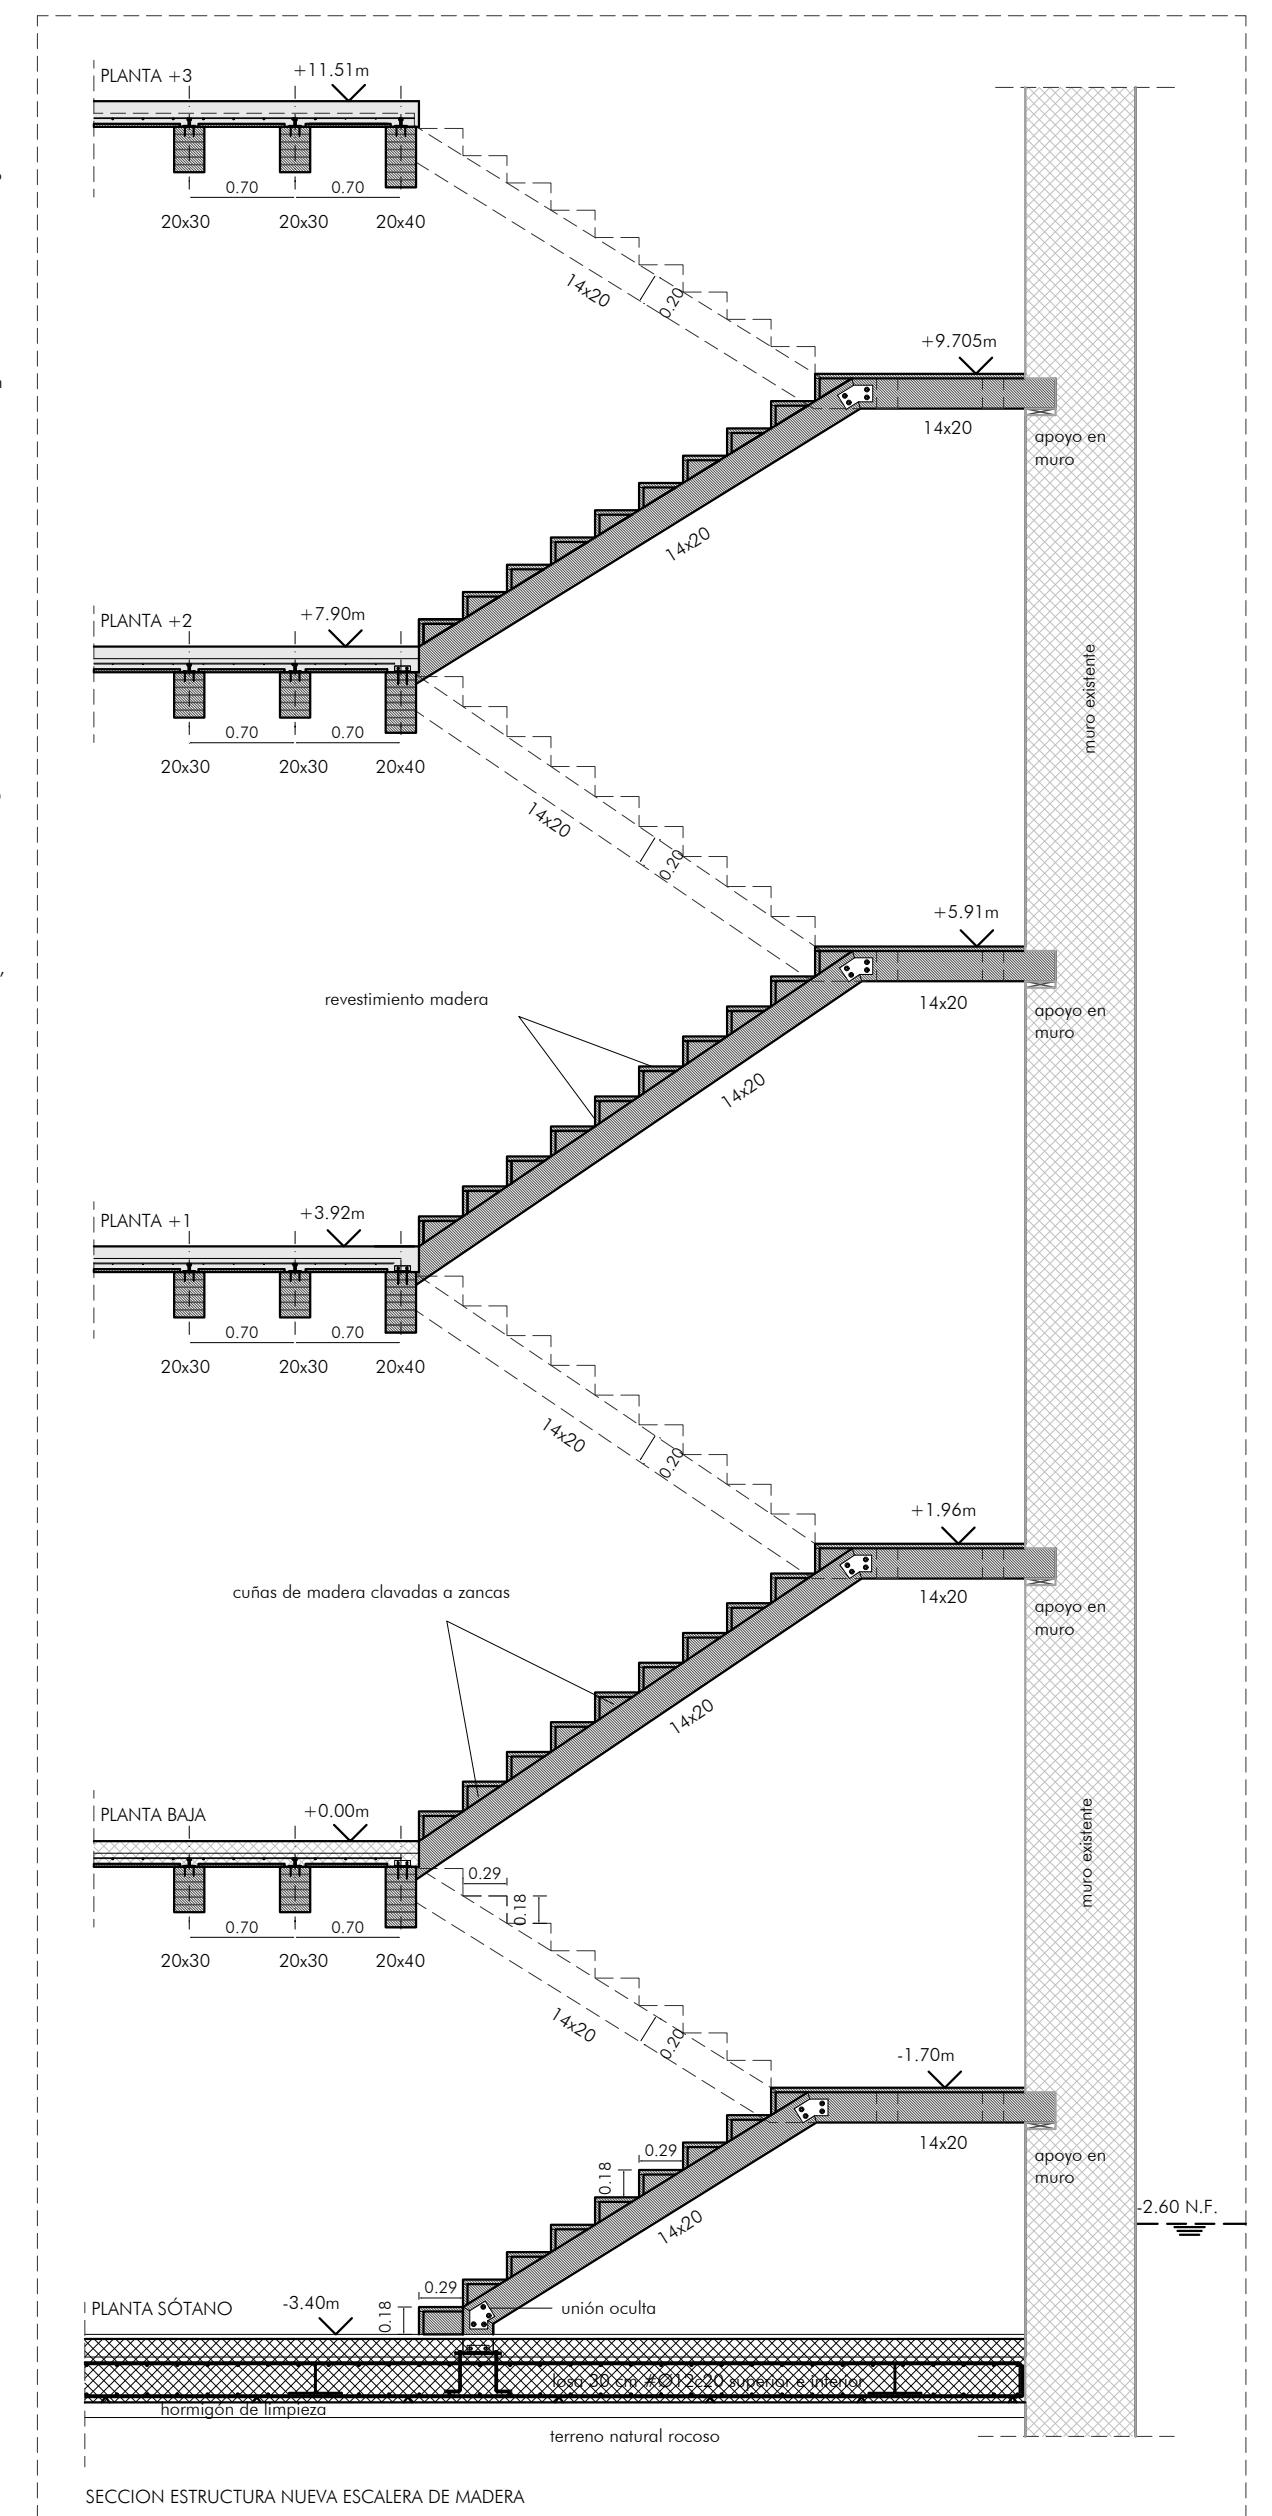 PLANTA +3
+11.51m
0.70
0.70
20x30
20x30
20x40
14x20
0.20
+9.705m
14x20
apoyo en
muro
14x20
PLANTA +2
+7.90m
0.70
0.70
20x30
20x30
20x40
muro existente
14x20
0.20
+5.91m
revestimiento madera
14x20
apoyo en
muro
14x20
PLANTA +1
+3.92m
0.70
0.70
20x30
20x30
20x40
14x20
0.20
+1.96m
cuñas de madera clavadas a zancas
14x20
apoyo en
muro
14x20
PLANTA BAJA
+0.00m
muro existente
0.29
0.18
0.70
0.70
20x30
20x30
20x40
14x20
0.20
-1.70m
14x20
0.29
0.18
apoyo en
muro
-2.60 N.F.
14x20
0.29
0.18
PLANTA SÓTANO
-3.40m
unión oculta
losa 30 cm #Ø12c20 superior e inferior
hormigón de limpieza
terreno natural rocoso
SECCION ESTRUCTURA NUEVA ESCALERA DE MADERA